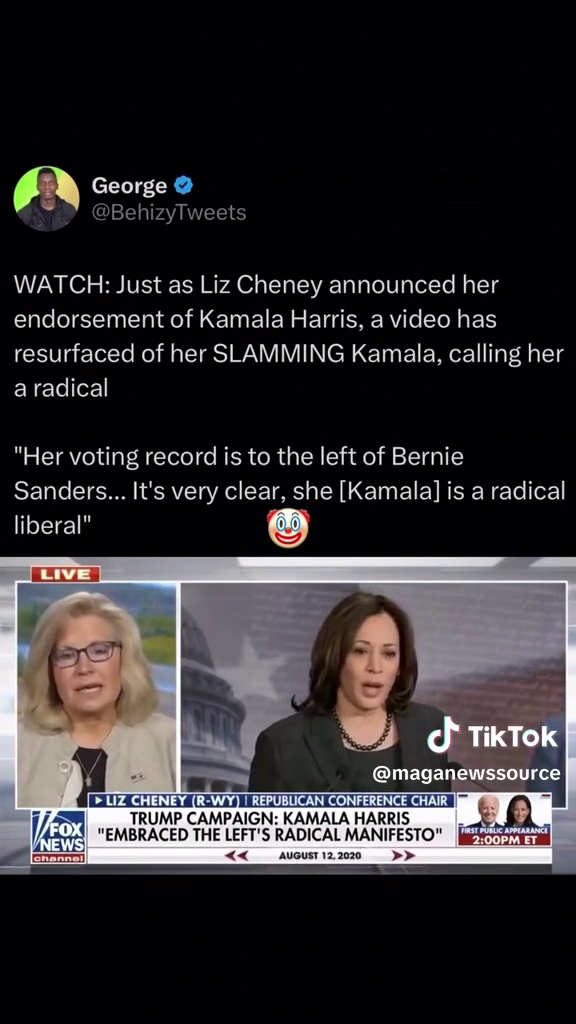 George
@BehizyTweets
WATCH: Just as Liz Cheney announced her
endorsement of Kamala Harris, a video has
resurfaced of her SLAMMING Kamala, calling her
a radical
"Her voting record is to the left of Bernie
Sanders... It's very clear, she [Kamala] is a radical
liberal"
LIVE
TikTok
@maganewssource
LIZ CHENEY (R-WY) | REPUBLICAN CONFERENCE CHAIR
FOX
NEWS
channel
TRUMP CAMPAIGN: KAMALA HARRIS
"EMBRACED THE LEFT'S RADICAL MANIFESTO"
FIRST PUBLIC APPEARANCE
2:00PM ET
AUGUST 12, 2020